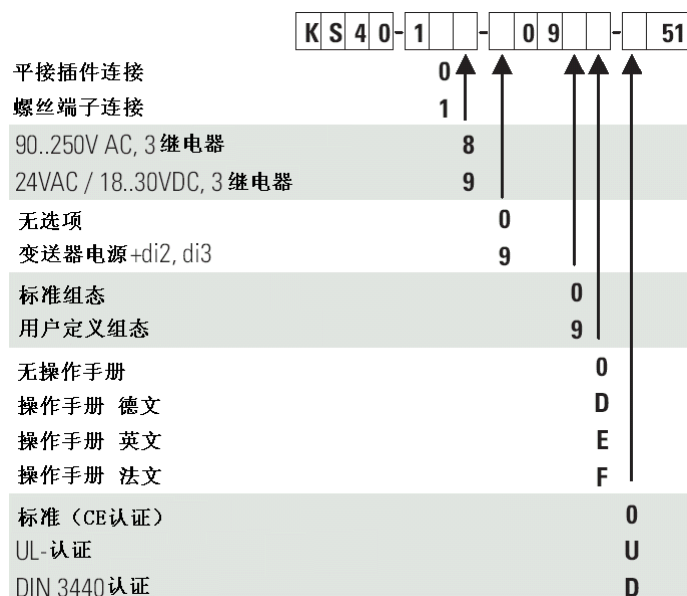 KS40-1 - 09 - 51
平接插件连接 0
螺丝端子连接 1
90..250V AC, 3 继电器 8
24VAC / 18..30VDC, 3 继电器 9
无选项 0
变送器电源+di2, di3 9
标准组态 0
用户定义组态 9
无操作手册 0
操作手册 德文 D
操作手册 英文 E
操作手册 法文 F
标准（CE认证） 0
UL-认证 U
DIN 3440认证 D